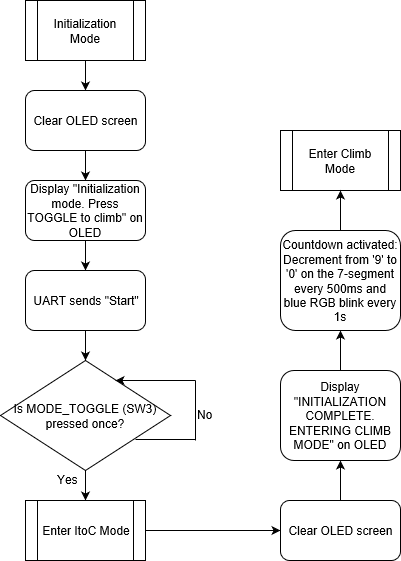 Initialization
Mode
Clear OLED screen
Display "Initialization
mode. Press
TOGGLE to climb" on
OLED
UART sends "Start"
Is MODE_TOGGLE (SW3)
pressed once?
No
Yes
Enter ItoC Mode
Clear OLED screen
Display
"INITIALIZATION
COMPLETE.
ENTERING CLIMB
MODE" on OLED
Countdown activated:
Decrement from '9' to
'0' on the 7-segment
every 500ms and
blue RGB blink every
1s
Enter Climb
Mode